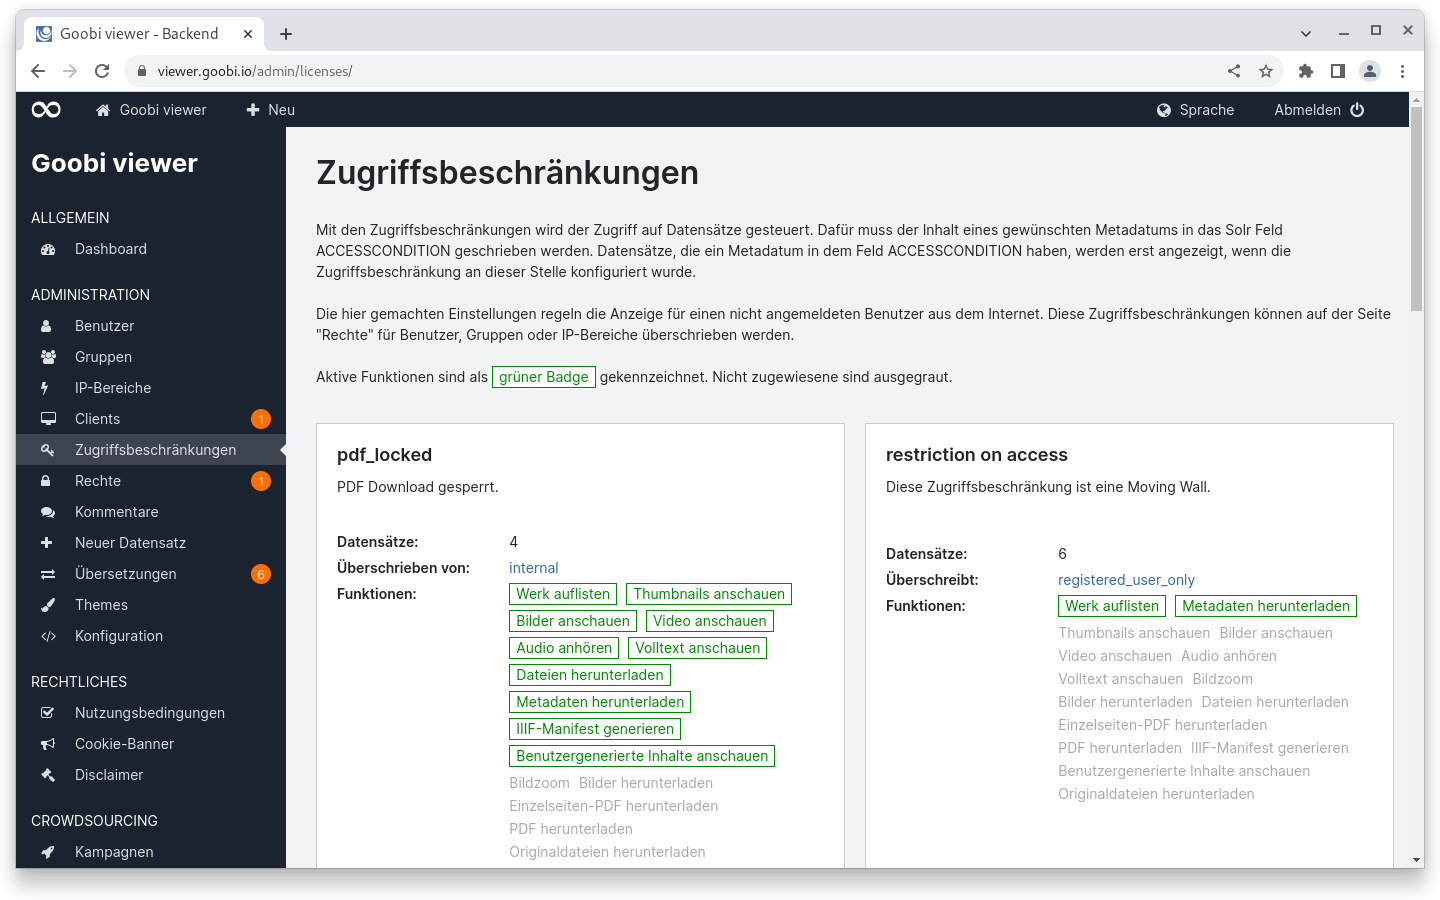 Goobi viewer - Backend
viewer.goobi.io/admin/licenses/
Goobi viewer
Neu
Sprache
Abmelden
Goobi viewer
ALLGEMEIN
Dashboard
ADMINISTRATION
Benutzer
Gruppen
IP-Bereiche
Clients 1
Zugriffsbeschränkungen
Rechte 1
Kommentare
Neuer Datensatz
Übersetzungen 6
Themes
Konfiguration
RECHTLICHES
Nutzungsbedingungen
Cookie-Banner
Disclaimer
CROWDSOURCING
Kampagnen
Zugriffsbeschränkungen
Mit den Zugriffsbeschränkungen wird der Zugriff auf Datensätze gesteuert. Dafür muss der Inhalt eines gewünschten Metadatums in das Solr Feld
ACCESSCONDITION geschrieben werden. Datensätze, die ein Metadatum in dem Feld ACCESSCONDITION haben, werden erst angezeigt, wenn die
Zugriffsbeschränkung an dieser Stelle konfiguriert wurde.
Die hier gemachten Einstellungen regeln die Anzeige für einen nicht angemeldeten Benutzer aus dem Internet. Diese Zugriffsbeschränkungen können auf der Seite
"Rechte" für Benutzer, Gruppen oder IP-Bereiche überschrieben werden.
Aktive Funktionen sind als grüner Badge gekennzeichnet. Nicht zugewiesene sind ausgegraut.
pdf_locked
PDF Download gesperrt.
Datensätze: 4
Überschrieben von: internal
Funktionen: Werk auflisten Thumbnails anschauen
Bilder anschauen Video anschauen
Audio anhören Volltext anschauen
Dateien herunterladen
Metadaten herunterladen
IIIF-Manifest generieren
Benutzergenerierte Inhalte anschauen
Bildzoom Bilder herunterladen
Einzelseiten-PDF herunterladen
PDF herunterladen
Originaldateien herunterladen
restriction on access
Diese Zugriffsbeschränkung ist eine Moving Wall.
Datensätze: 6
Überschreibt: registered_user_only
Funktionen: Werk auflisten Metadaten herunterladen
Thumbnails anschauen Bilder anschauen
Video anschauen Audio anhören
Volltext anschauen Bildzoom
Bilder herunterladen Dateien herunterladen
Einzelseiten-PDF herunterladen
PDF herunterladen IIIF-Manifest generieren
Benutzergenerierte Inhalte anschauen
Originaldateien herunterladen